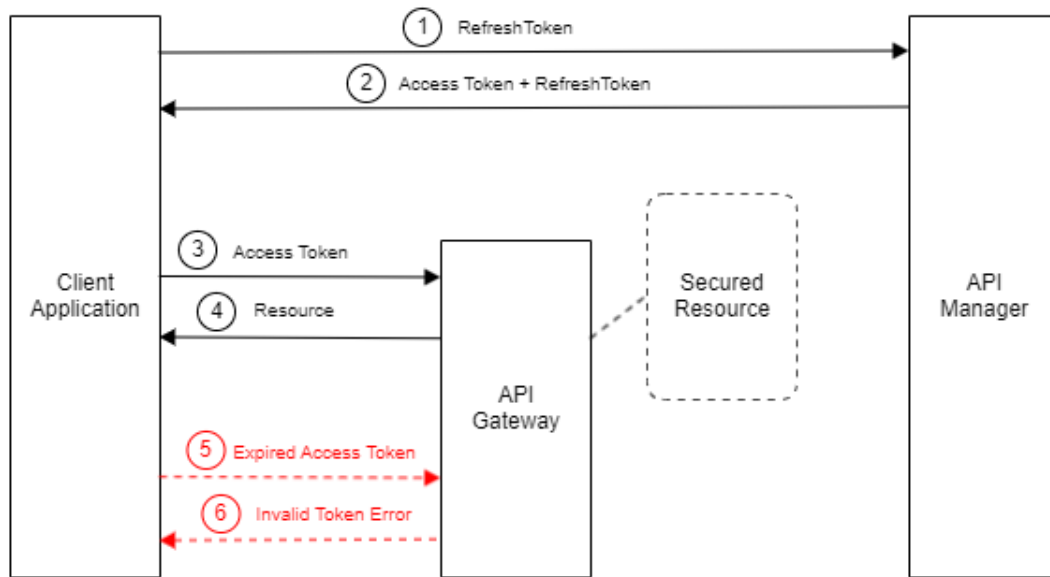 1 RefreshToken
2 Access Token + RefreshToken
3 Access Token
Client
Application
4 Resource
Secured
Resource
API
Manager
API
Gateway
5 Expired Access Token
6 Invalid Token Error